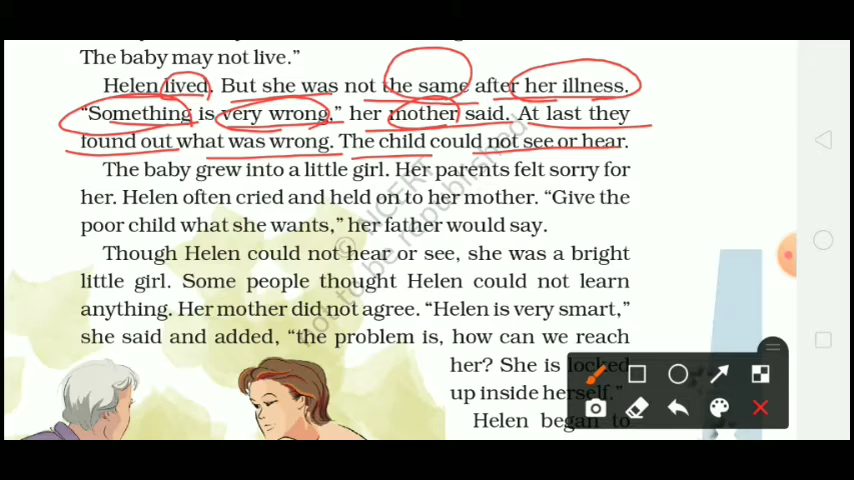 The baby may not live."
Helen lived. But she was not the same after her illness.
"Something is very wrong," her mother said. At last they
found out what was wrong. The child could not see or hear.
The baby grew into a little girl. Her parents felt sorry for
her. Helen often cried and held on to her mother. "Give the
poor child what she wants," her father would say.
Though Helen could not hear or see, she was a bright
little girl. Some people thought Helen could not learn
anything. Her mother did not agree. "Helen is very smart,"
she said and added, "the problem is, how can we reach
her? She is locked
up inside herself."
Helen began to
© NCERT
not to be republished